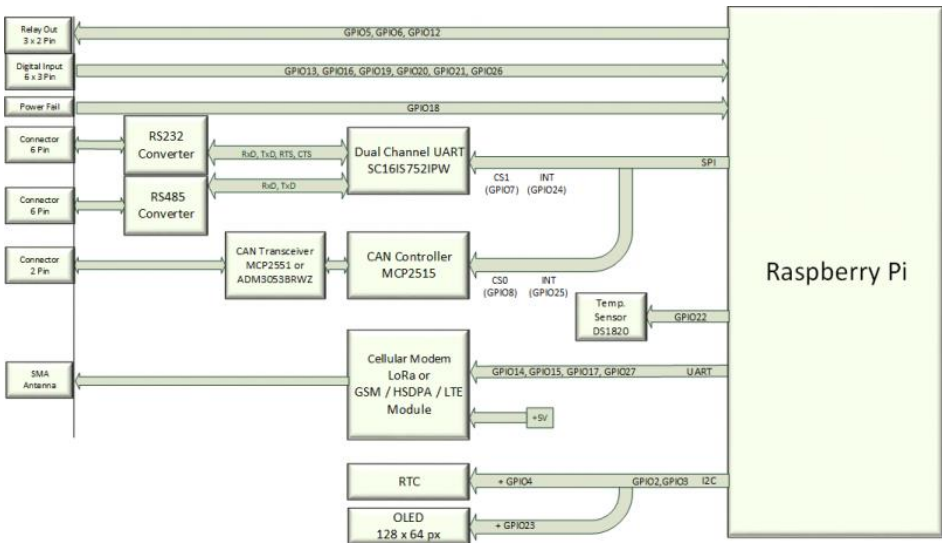 Relay Out
3 x 2 Pin
GPIO5, GPIO6, GPIO12
Digital Input
6 x 3 Pin
GPIO13, GPIO16, GPIO19, GPIO20, GPIO21, GPIO26
Power Fail
GPIO18
Connector
6 Pin
RS232
Converter
RxD, TxD, RTS, CTS
Dual Channel UART
SC16IS752IPW
SPI
CS1
(GPIO7)
INT
(GPIO24)
RxD, TxD
Connector
6 Pin
RS485
Converter
Connector
2 Pin
CAN Transceiver
MCP2551 or
ADM3053BRWZ
CAN Controller
MCP2515
CS0
(GPIO8)
INT
(GPIO25)
Raspberry Pi
Temp.
Sensor
DS1820
GPIO22
SMA
Antenna
Cellular Modem
LoRa or
GSM / HSDPA / LTE
Module
GPIO14, GPIO15, GPIO17, GPIO27
UART
+5V
RTC
+ GPIO4
GPIO2,GPIO3
I2C
OLED
128 x 64 px
+ GPIO23